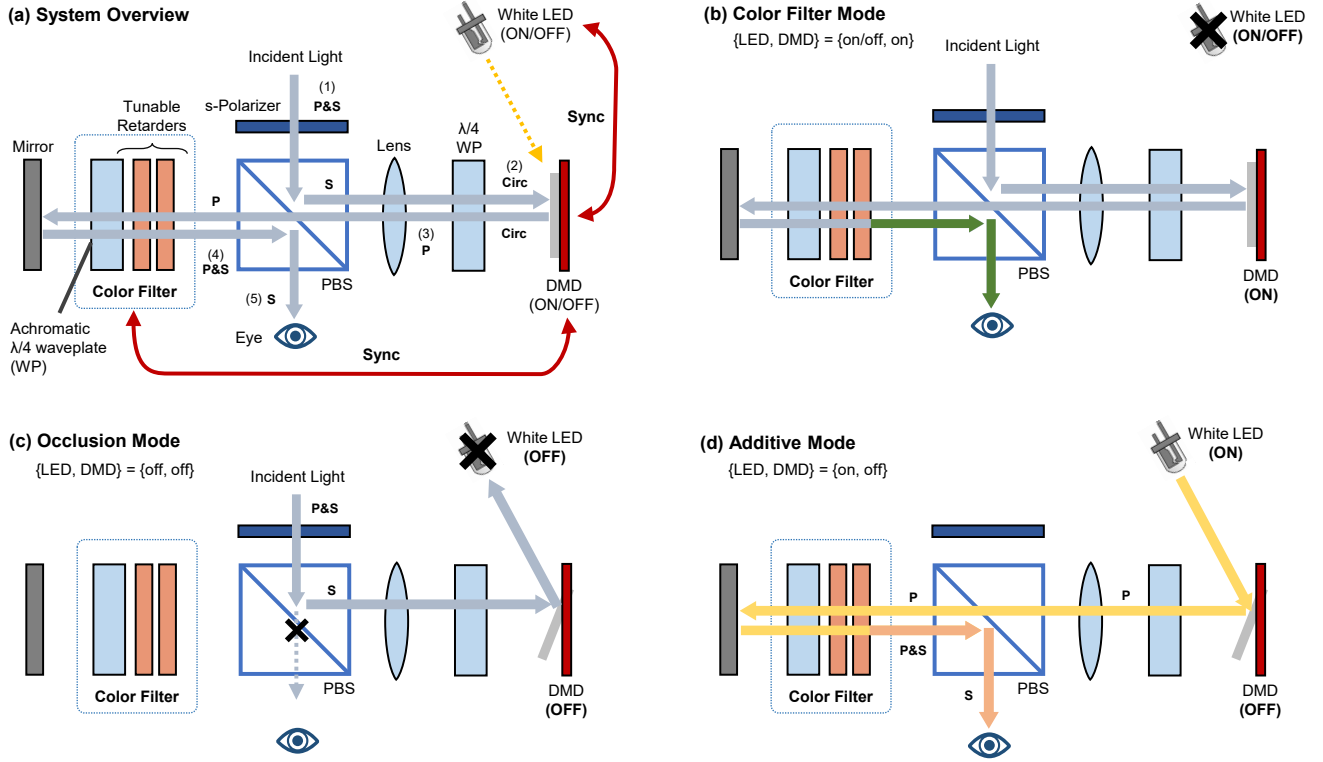 (a) System Overview
White LED
(ON/OFF)
Incident Light
(1)
P&S
s-Polarizer
Tunable
Retarders
Mirror
Lens
λ/4
WP
Sync
S
(2)
Circ
P
(3)
P
Circ
(4)
P&S
Color Filter
PBS
DMD
(ON/OFF)
(5) S
Eye
Achromatic
λ/4 waveplate
(WP)
Sync
(b) Color Filter Mode
{LED, DMD} = {on/off, on}
White LED
(ON/OFF)
Incident Light
Color Filter
PBS
DMD
(ON)
(c) Occlusion Mode
{LED, DMD} = {off, off}
White LED
(OFF)
Incident Light
P&S
S
Color Filter
PBS
DMD
(OFF)
(d) Additive Mode
{LED, DMD} = {on, off}
White LED
(ON)
P
P
P&S
S
Color Filter
PBS
DMD
(OFF)